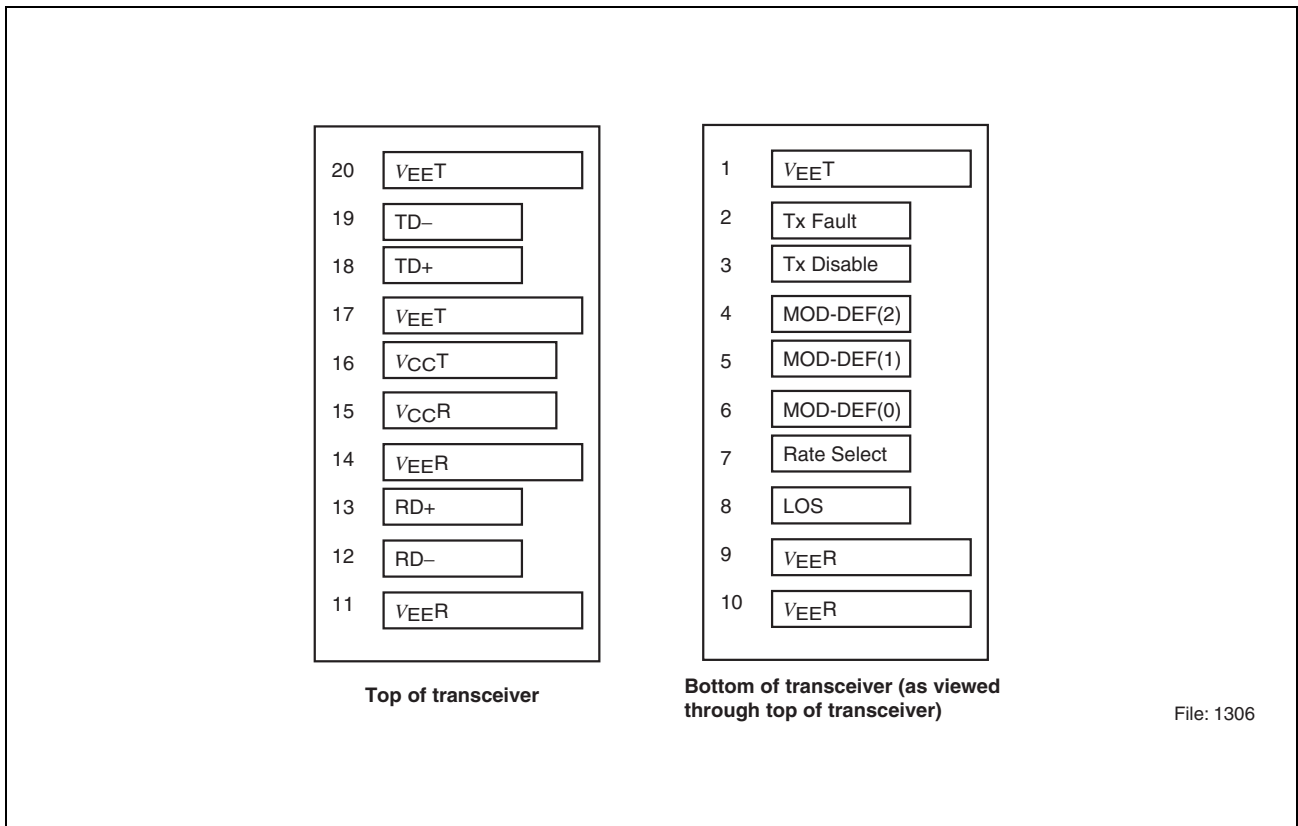 20 VEET
19 TD–
18 TD+
17 VEET
16 VCCT
15 VCCR
14 VEER
13 RD+
12 RD–
11 VEER
Top of transceiver
1 VEET
2 Tx Fault
3 Tx Disable
4 MOD-DEF(2)
5 MOD-DEF(1)
6 MOD-DEF(0)
7 Rate Select
8 LOS
9 VEER
10 VEER
Bottom of transceiver (as viewed
through top of transceiver)
File: 1306